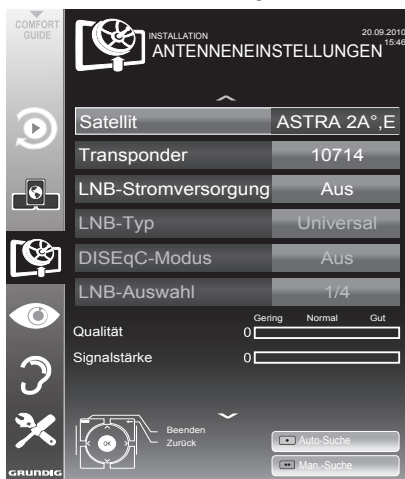 COMFORT
GUIDE
INSTALLATION
ANTENNENEINSTELLUNGEN
20.09.2010
15:46
Satellit ASTRA 2A°,E
Transponder 10714
LNB-Stromversorgung Aus
LNB-Typ Universal
DISEqC-Modus Aus
LNB-Auswahl 1/4
Gering Normal Gut
Qualität 0
Signalstärke 0
Beenden
Zurück
OK
Auto-Suche
Man.-Suche
GRUNDIG